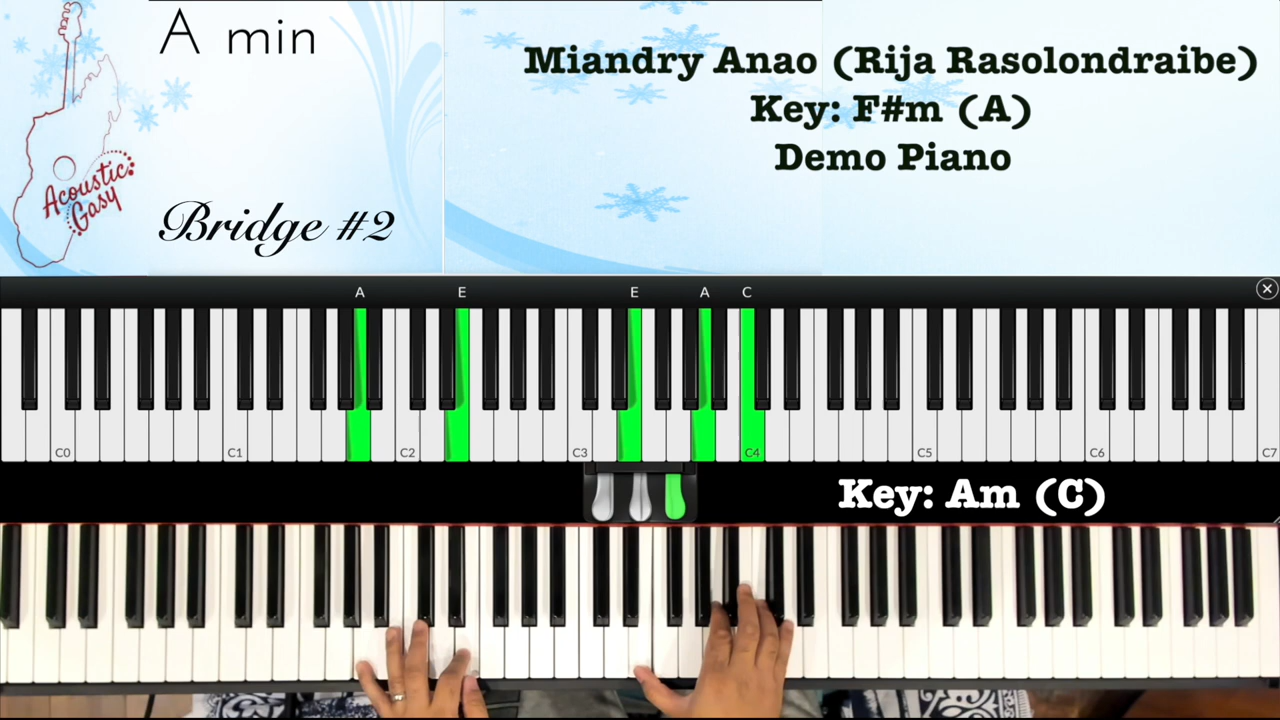 A min
Miandry Anao (Rija Rasolondraibe)
Key: F#m (A)
Demo Piano
Acoustic
Gasy
Bridge #2
A E E A C
C0 C1 C2 C3 C4 C5 C6 C7
Key: Am (C)